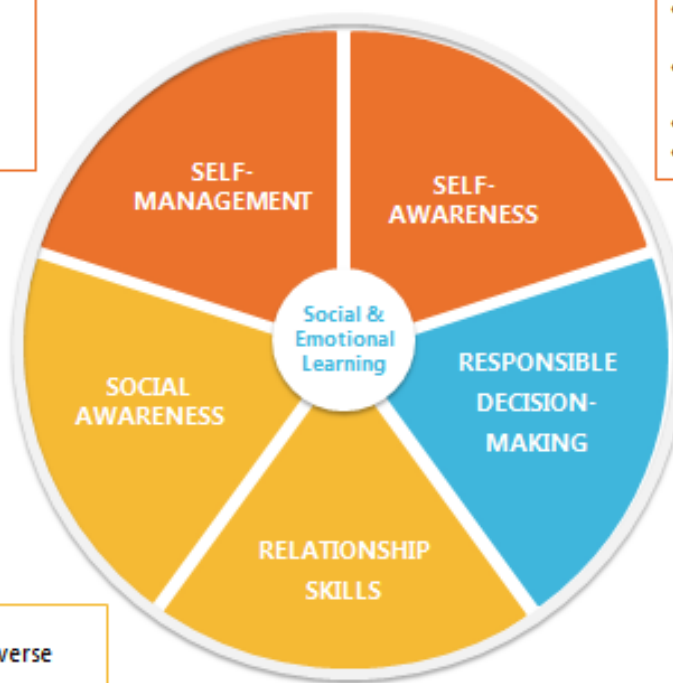 SELF-
MANAGEMENT
SELF-
AWARENESS
Social &
Emotional
Learning
RESPONSIBLE
DECISION-
MAKING
SOCIAL
AWARENESS
RELATIONSHIP
SKILLS
verse